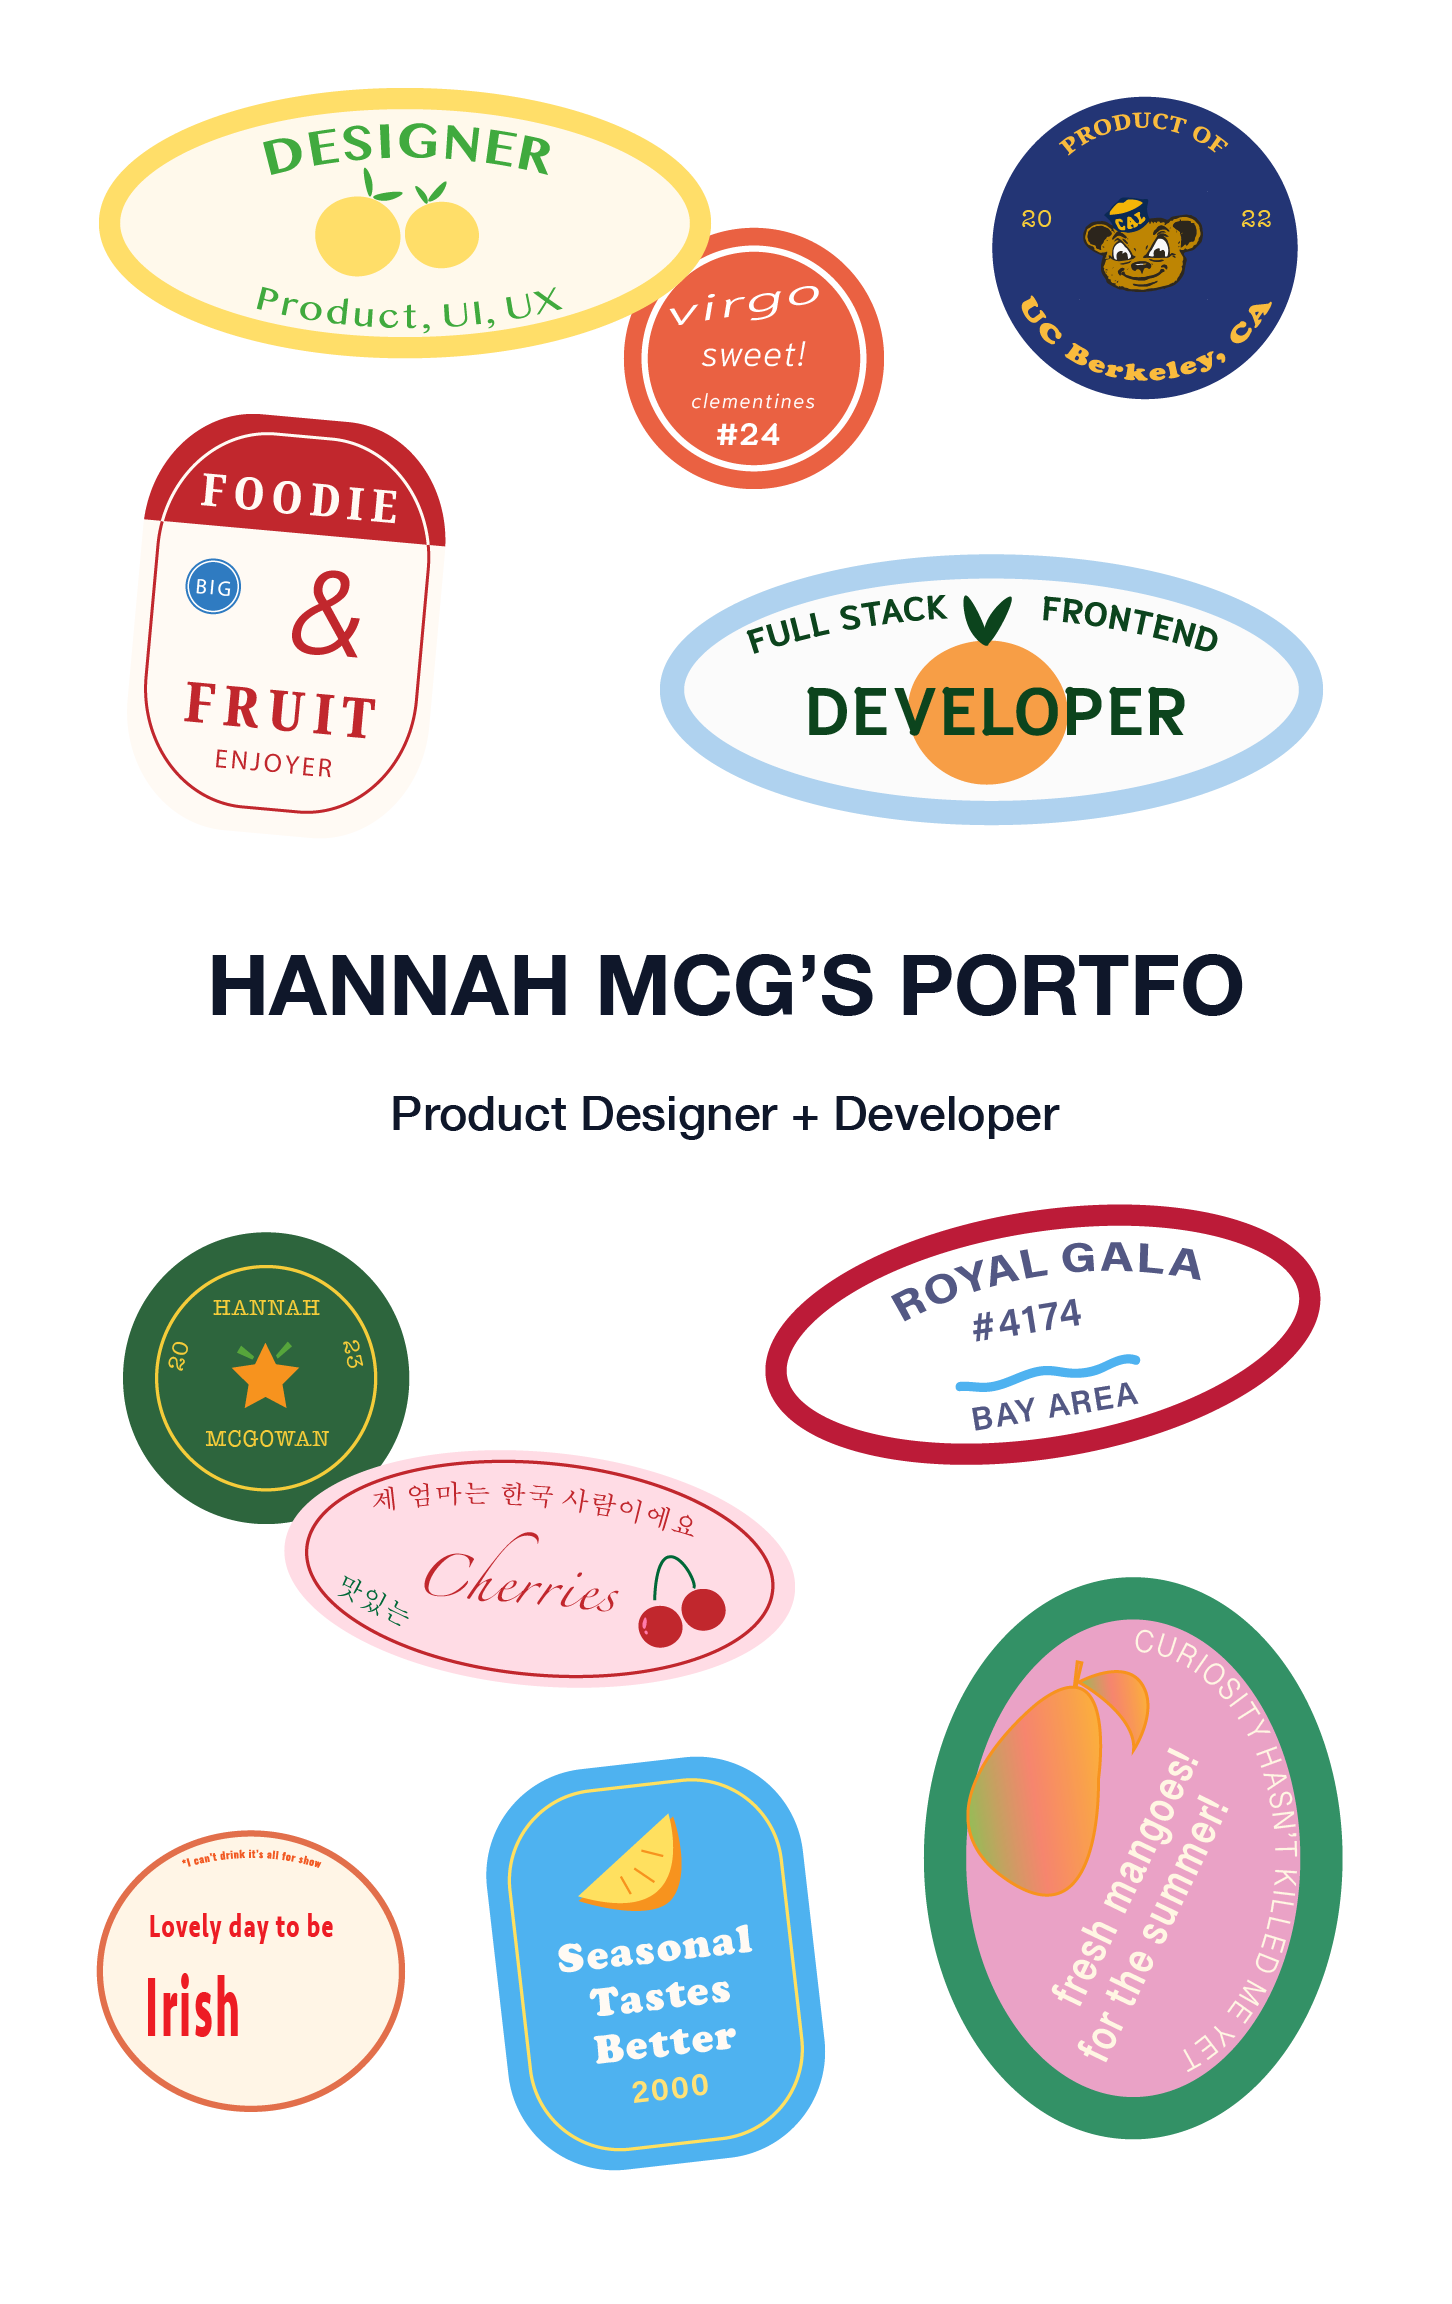 DESIGNER
Product, UI, UX
virgo
sweet!
clementines
#24
PRODUCT OF
20 22
CAL
UC Berkeley, CA
FOODIE
BIG
&
FRUIT
ENJOYER
FULL STACK FRONTEND
DEVELOPER
HANNAH MCG’S PORTFO
Product Designer + Developer
HANNAH
20 23
MCGOWAN
ROYAL GALA
#4174
BAY AREA
제 엄마는 한국 사람이에요
Cherries
맛있는
CURIOSITY HASN'T KILLED ME YET
fresh mangoes!
for the summer!
*I can't drink it's all for show
Lovely day to be
Irish
Seasonal
Tastes
Better
2000